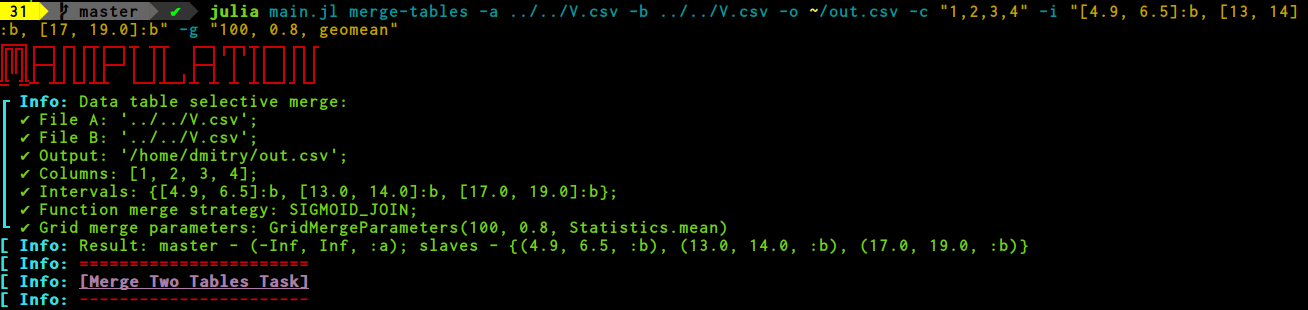 31 master ✔ julia main.jl merge-tables -a ../../V.csv -b ../../V.csv -o ~/out.csv -c "1,2,3,4" -i "[4.9, 6.5]:b, [13, 14]
:b, [17, 19.0]:b" -g "100, 0.8, geomean"
MANIPULATION
┌ Info: Data table selective merge:
│ ✔ File A: '../../V.csv';
│ ✔ File B: '../../V.csv';
│ ✔ Output: '/home/dmitry/out.csv';
│ ✔ Columns: [1, 2, 3, 4];
│ ✔ Intervals: {[4.9, 6.5]:b, [13.0, 14.0]:b, [17.0, 19.0]:b};
│ ✔ Function merge strategy: SIGMOID_JOIN;
└ ✔ Grid merge parameters: GridMergeParameters(100, 0.8, Statistics.mean)
[ Info: Result: master - (-Inf, Inf, :a); slaves - {(4.9, 6.5, :b), (13.0, 14.0, :b), (17.0, 19.0, :b)}
[ Info: =======================
[ Info: [Merge Two Tables Task]
[ Info: -----------------------